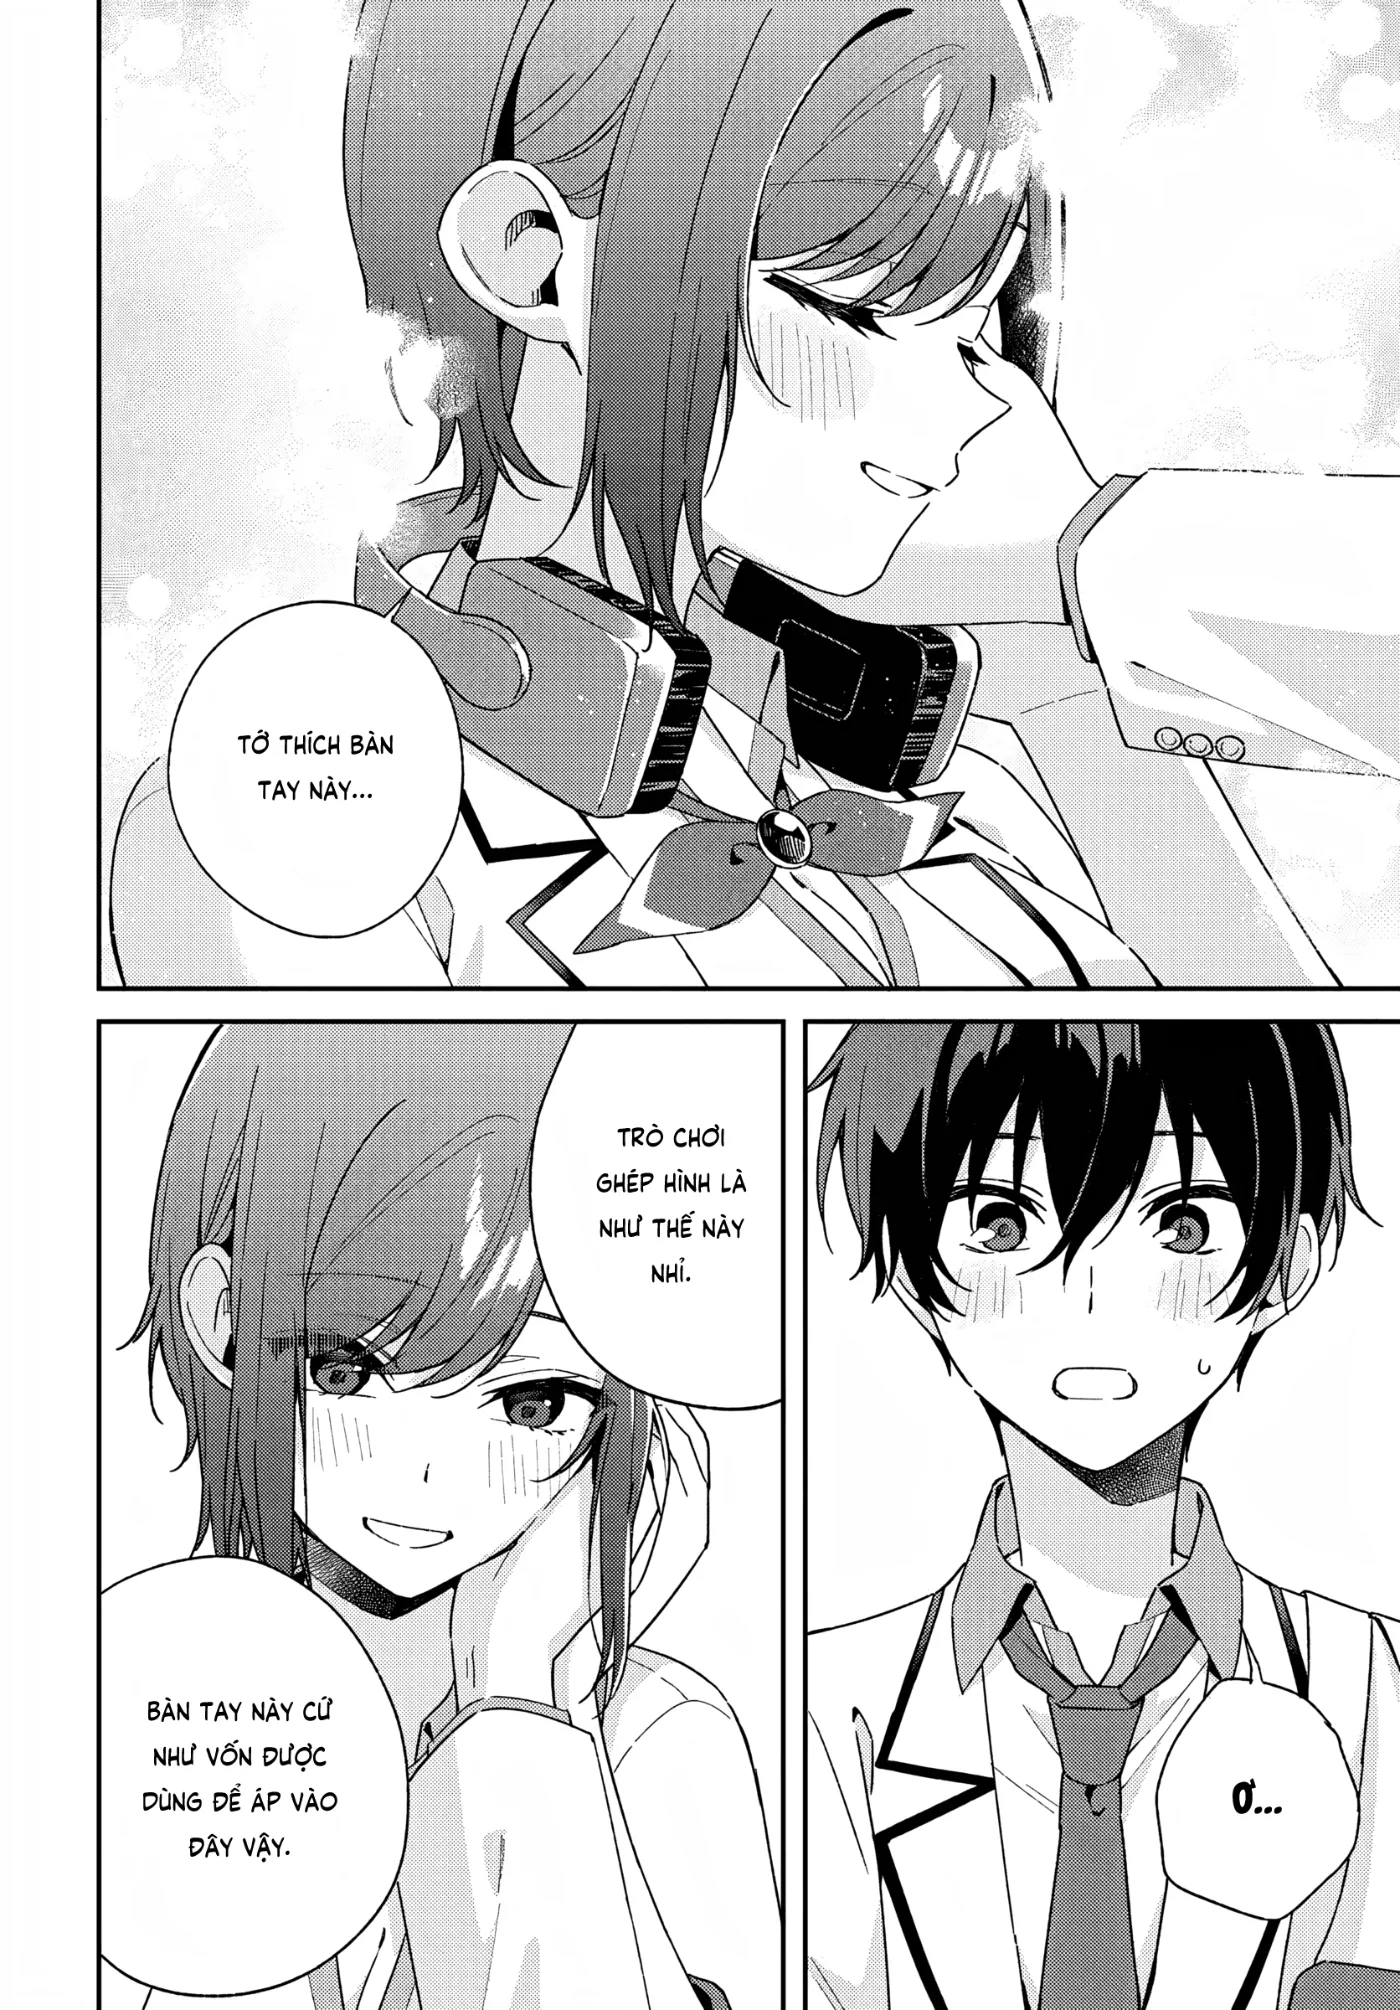 TỚ THÍCH BÀN
TAY NÀY...
Ơ...
TRÒ CHƠI
GHÉP HÌNH LÀ
NHƯ THẾ NÀY
NHỈ.
BÀN TAY NÀY CỨ
NHƯ VỐN ĐƯỢC
DÙNG ĐỂ ÁP VÀO
ĐÂY VẬY.